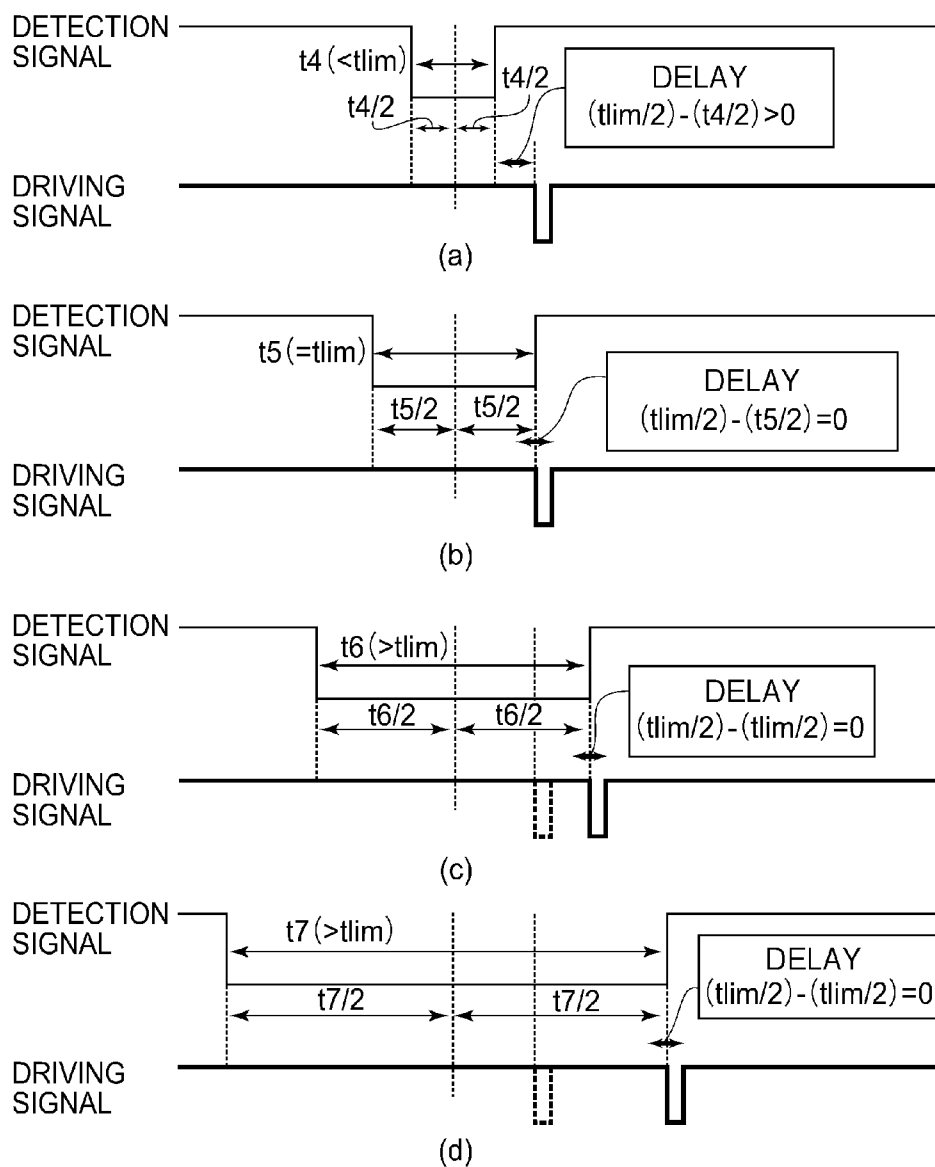 DETECTION
SIGNAL
t4 (<tlim)
t4/2
t4/2
DELAY
(tlim/2)-(t4/2)>0
DRIVING
SIGNAL
(a)
DETECTION
SIGNAL
t5 (=tlim)
t5/2
t5/2
DELAY
(tlim/2)-(t5/2)=0
DRIVING
SIGNAL
(b)
DETECTION
SIGNAL
t6 (>tlim)
t6/2
t6/2
DELAY
(tlim/2)-(tlim/2)=0
DRIVING
SIGNAL
(c)
DETECTION
SIGNAL
t7 (>tlim)
t7/2
t7/2
DELAY
(tlim/2)-(tlim/2)=0
DRIVING
SIGNAL
(d)